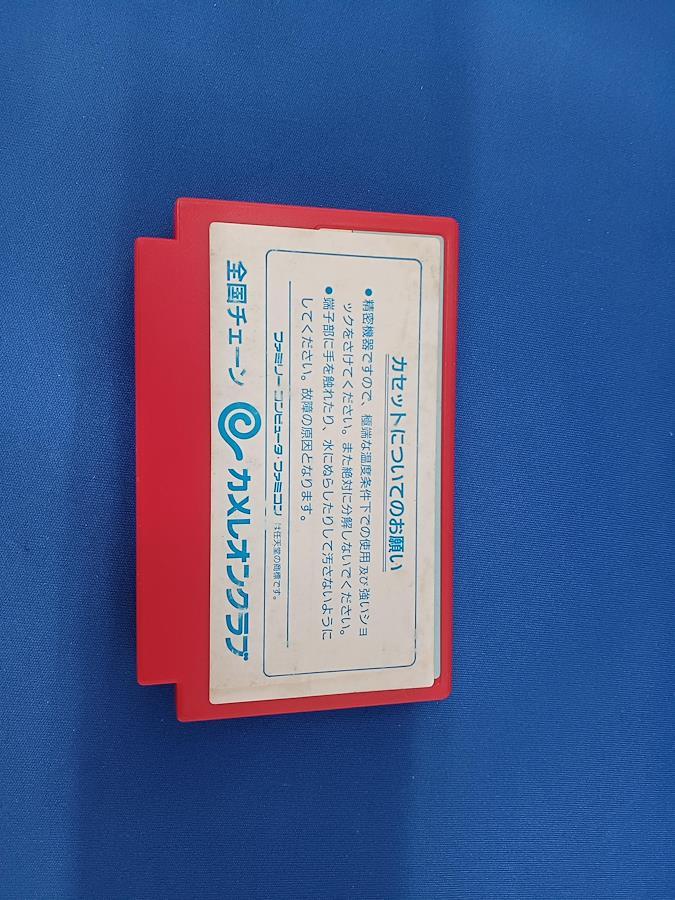 カセットについてのお願い
●精密機器ですので、極端な温度条件下での使用及び強いショ
ックをさけてください。また絶対に分解しないでください。
●端子部に手を触れたり、水にぬらしたりして汚さないように
してください。故障の原因となります。
ファミリーコンピュータ・ファミコンは任天堂の商標です。
全国チェーン カメレオンクラブ